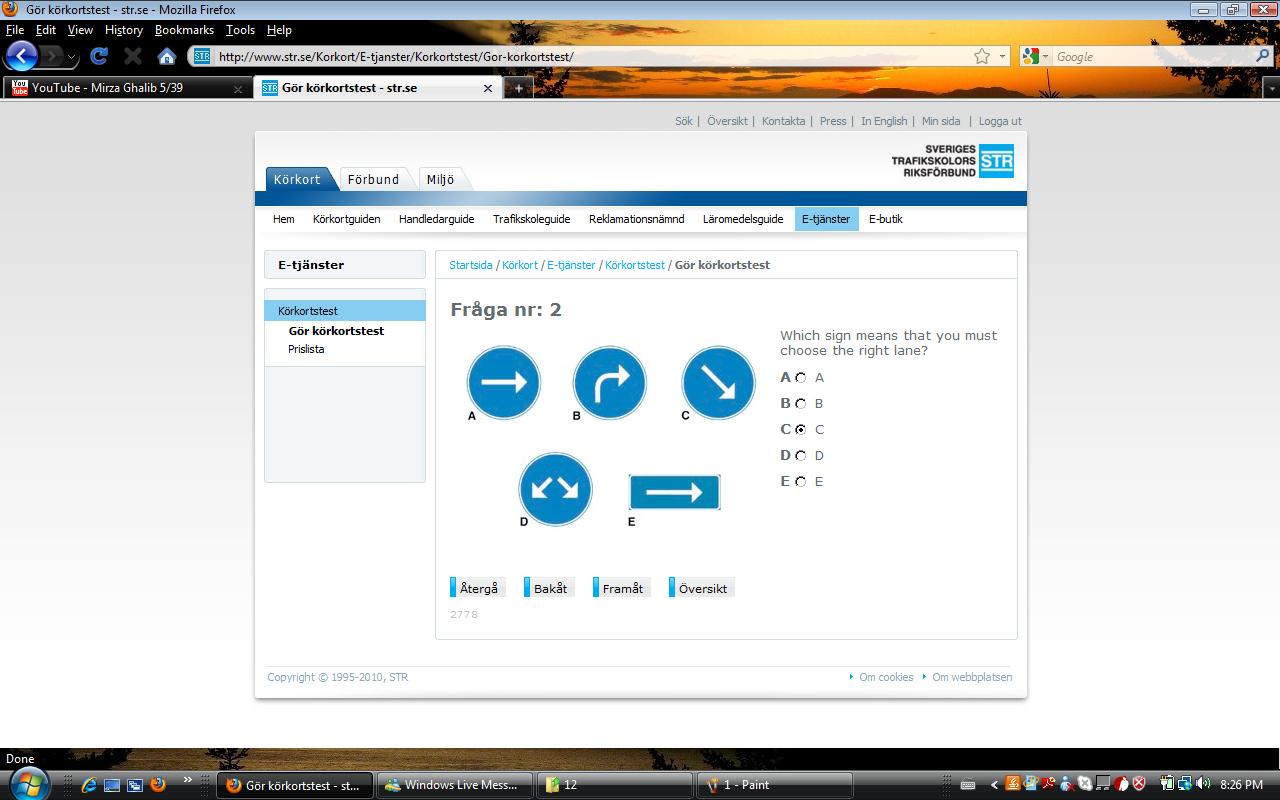 Gör körkortstest - str.se - Mozilla Firefox
File Edit View History Bookmarks Tools Help
STR http://www.str.se/Korkort/E-tjanster/Korkortstest/Gor-korkortstest/ Google
You Tube YouTube - Mirza Ghalib 5/39 STR Gör körkortstest - str.se
Sök | Översikt | Kontakta | Press | In English | Min sida | Logga ut
SVERIGES
TRAFIKSKOLORS
RIKSFÖRBUND
STR
Körkort Förbund Miljö
Hem Körkortguiden Handledarguide Trafikskoleguide Reklamationsnämnd Läromedelsguide E-tjänster E-butik
E-tjänster
Körkortstest
Gör körkortstest
Prislista
Startsida / Körkort / E-tjänster / Körkortstest / Gör körkortstest
Fråga nr: 2
A B C
D E
Which sign means that you must
choose the right lane?
A A
B B
C C
D D
E E
Återgå Bakåt Framåt Översikt
2778
Copyright © 1995-2010, STR Om cookies Om webbplatsen
Done
Gör körkortstest - st... Windows Live Mess... 12 1 - Paint 8:26 PM